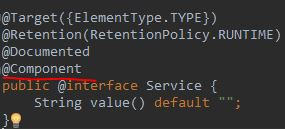 @Target({ElementType.TYPE})
@Retention(RetentionPolicy.RUNTIME)
@Documented
@Component
public @interface Service {
    String value() default "";
}